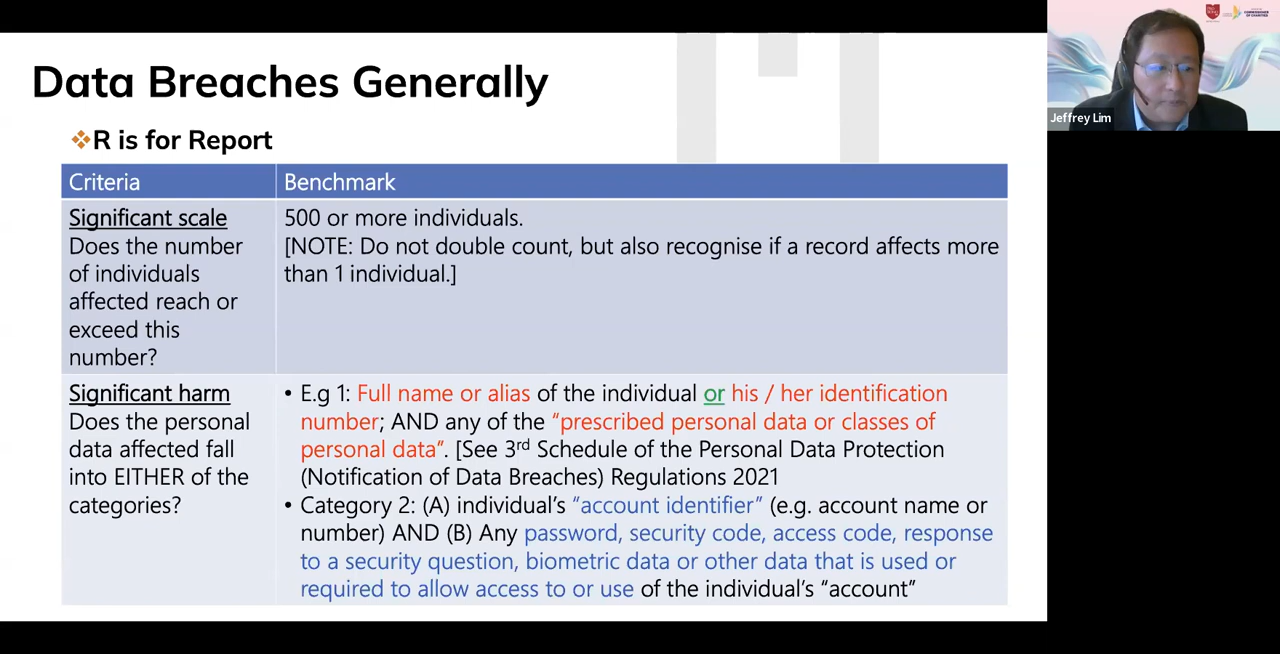 Data Breaches Generally
❖R is for Report
Criteria
Benchmark
Significant scale
Does the number
of individuals
affected reach or
exceed this
number?
500 or more individuals.
[NOTE: Do not double count, but also recognise if a record affects more
than 1 individual.]
Significant harm
Does the personal
data affected fall
into EITHER of the
categories?
• E.g 1: Full name or alias of the individual or his / her identification
number; AND any of the “prescribed personal data or classes of
personal data”. [See 3rd Schedule of the Personal Data Protection
(Notification of Data Breaches) Regulations 2021
• Category 2: (A) individual’s “account identifier” (e.g. account name or
number) AND (B) Any password, security code, access code, response
to a security question, biometric data or other data that is used or
required to allow access to or use of the individual’s “account”
Jeffrey Lim
COMMISSIONER
OF CHARITIES